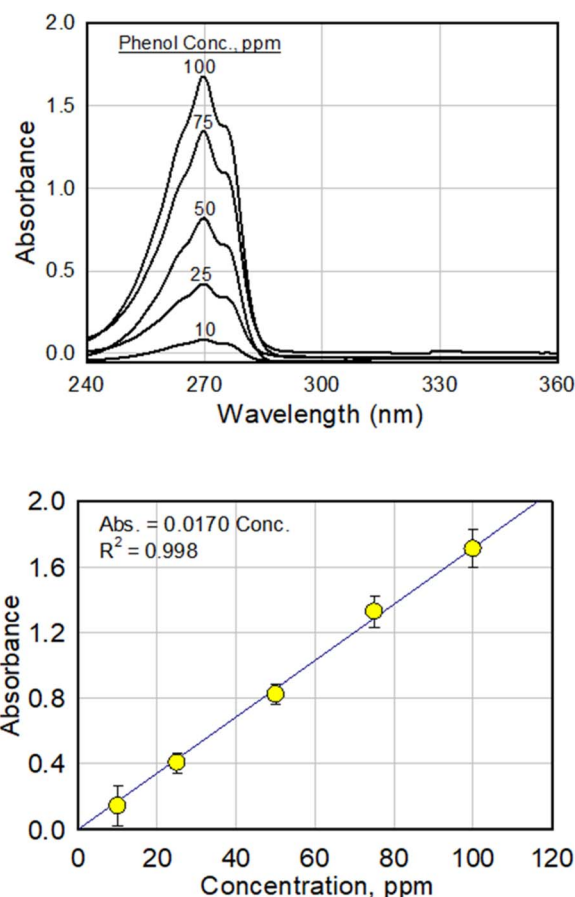 Phenol Conc., ppm
100
75
50
25
10
2.0
1.5
1.0
0.5
0.0
Absorbance
240 270 300 330 360
Wavelength (nm)
Abs. = 0.0170 Conc.
R² = 0.998
2.0
1.6
1.2
0.8
0.4
0.0
Absorbance
0 20 40 60 80 100 120
Concentration, ppm